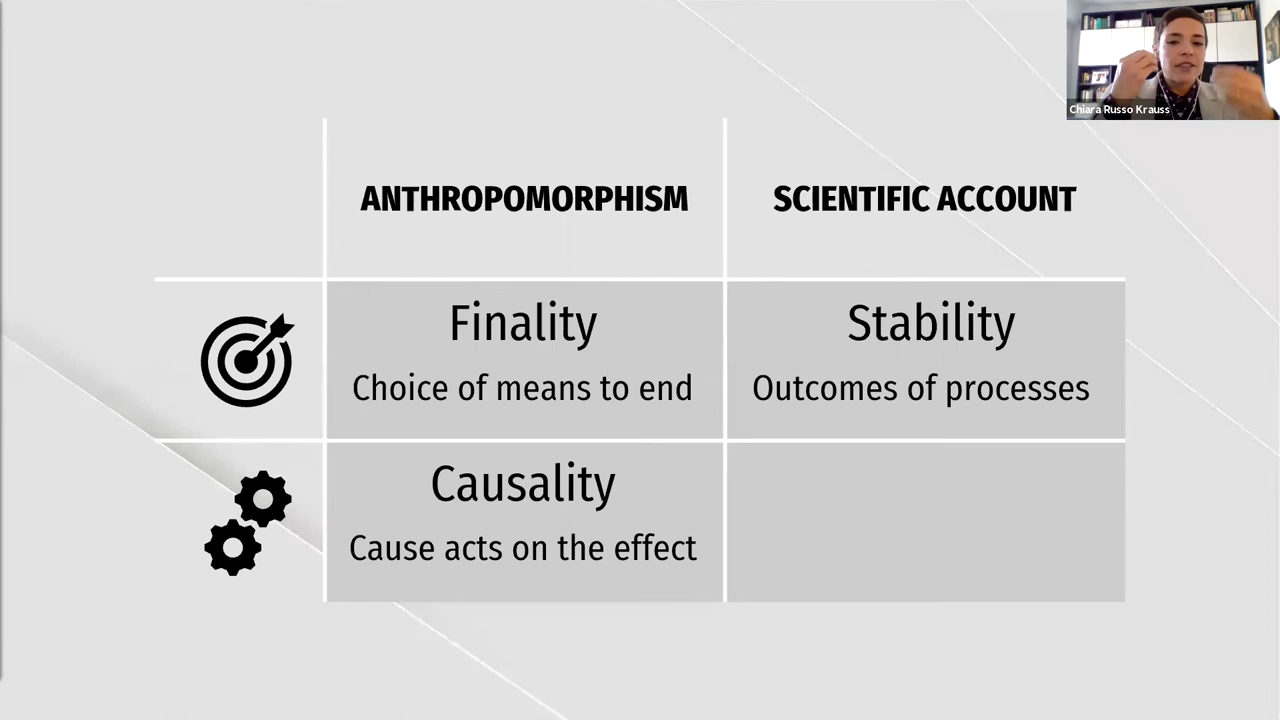 Chiara Russo Krauss
ANTHROPOMORPHISM
SCIENTIFIC ACCOUNT
Finality
Choice of means to end
Stability
Outcomes of processes
Causality
Cause acts on the effect